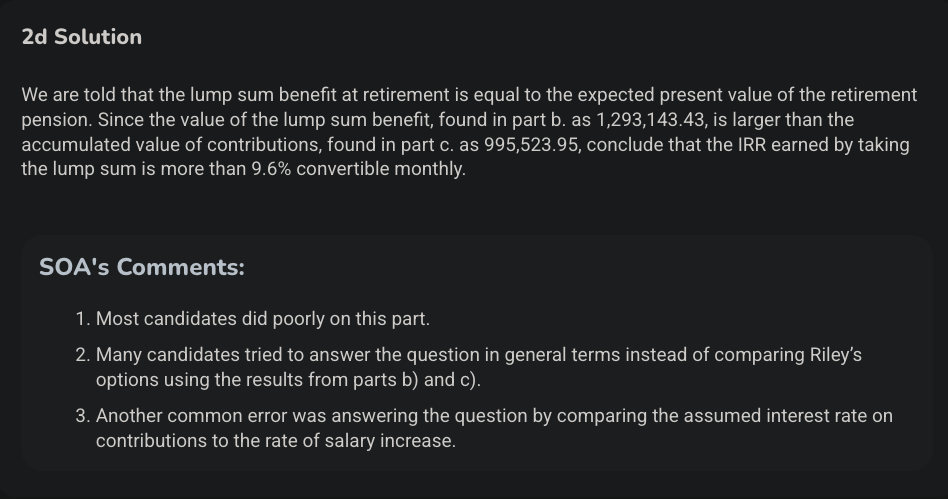 2d Solution
We are told that the lump sum benefit at retirement is equal to the expected present value of the retirement
pension. Since the value of the lump sum benefit, found in part b. as 1,293,143.43, is larger than the
accumulated value of contributions, found in part c. as 995,523.95, conclude that the IRR earned by taking
the lump sum is more than 9.6% convertible monthly.
SOA's Comments:
1. Most candidates did poorly on this part.
2. Many candidates tried to answer the question in general terms instead of comparing Riley’s
options using the results from parts b) and c).
3. Another common error was answering the question by comparing the assumed interest rate on
contributions to the rate of salary increase.